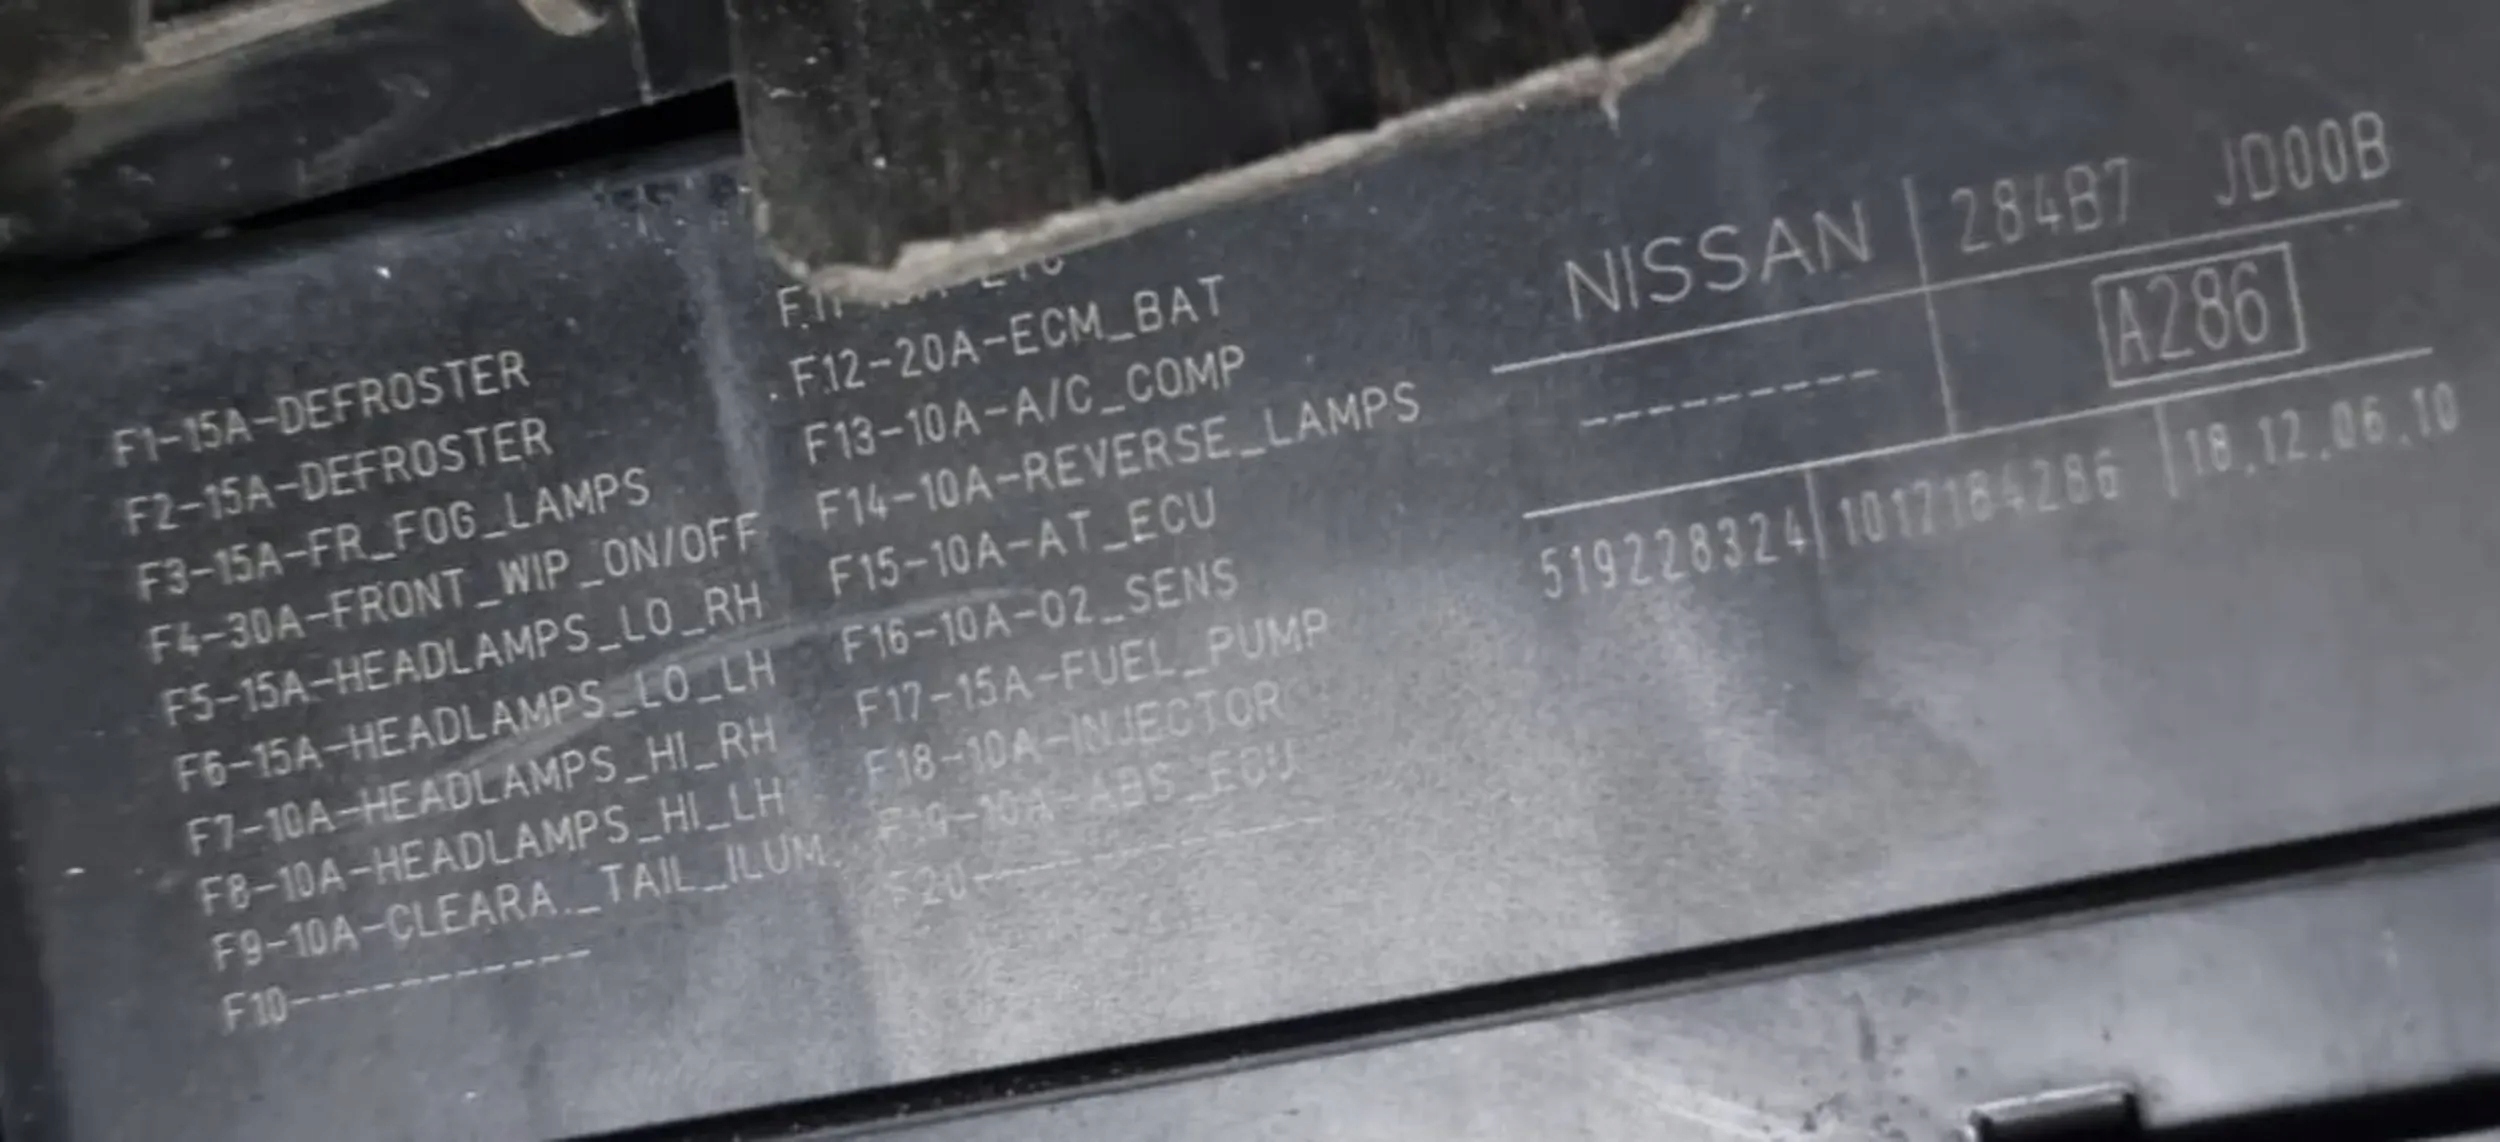 F1-15A-DEFROSTER
F2-15A-DEFROSTER
F3-15A-FR_FOG_LAMPS
F4-30A-FRONT_WIP_ON/OFF
F5-15A-HEADLAMPS_LO_RH
F6-15A-HEADLAMPS_LO_LH
F7-10A-HEADLAMPS_HI_RH
F8-10A-HEADLAMPS_HI_LH
F9-10A-CLEARA._TAIL_ILUM.
F10-----------
F12-20A-ECM_BAT
F13-10A-A/C_COMP
F14-10A-REVERSE_LAMPS
F15-10A-AT_ECU
F16-10A-O2_SENS
F17-15A-FUEL_PUMP
F18-10A-INJECTOR
F19-10A-ABS_ECU
F20-------------
NISSAN 284B7 JD00B
---------- A286
519228324 1017184286 18.12.06.10